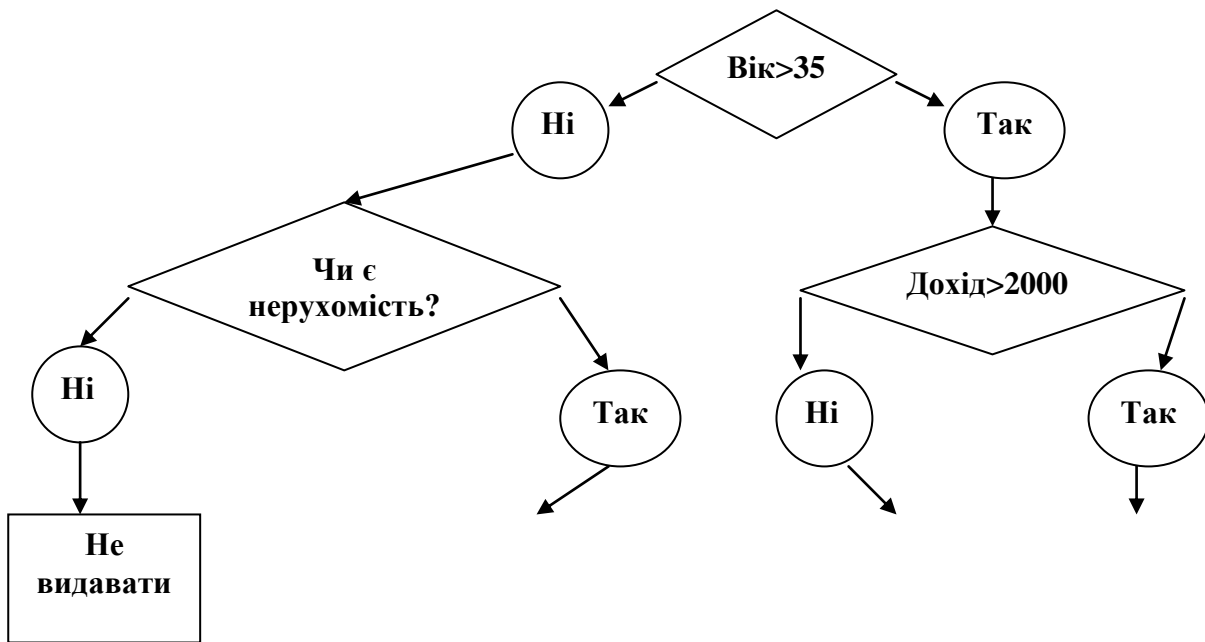 Вік>35
Ні
Так
Чи є
нерухомість?
Дохід>2000
Ні
Так
Ні
Так
Не
видавати